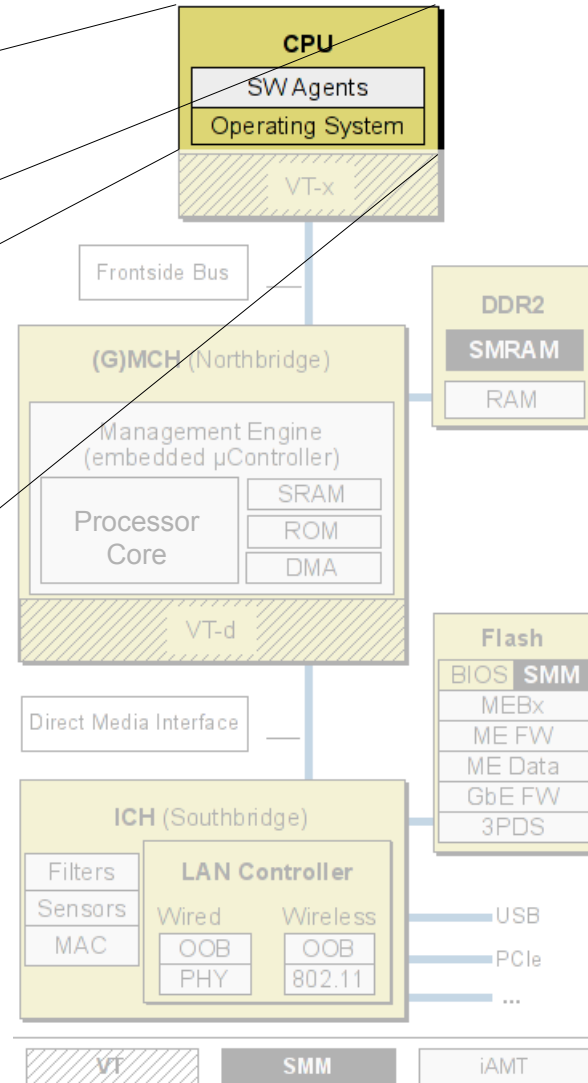 CPU
SW Agents
Operating System
VT-x
Frontside Bus
DDR2
SMRAM
RAM
(G)MCH (Northbridge)
Management Engine
(embedded µController)
Processor
Core
SRAM
ROM
DMA
VT-d
Flash
BIOS SMM
MEBx
ME FW
ME Data
GbE FW
3PDS
Direct Media Interface
ICH (Southbridge)
Filters
Sensors
MAC
LAN Controller
Wired Wireless
OOB OOB
PHY 802.11
USB
PCIe
...
VT SMM iAMT